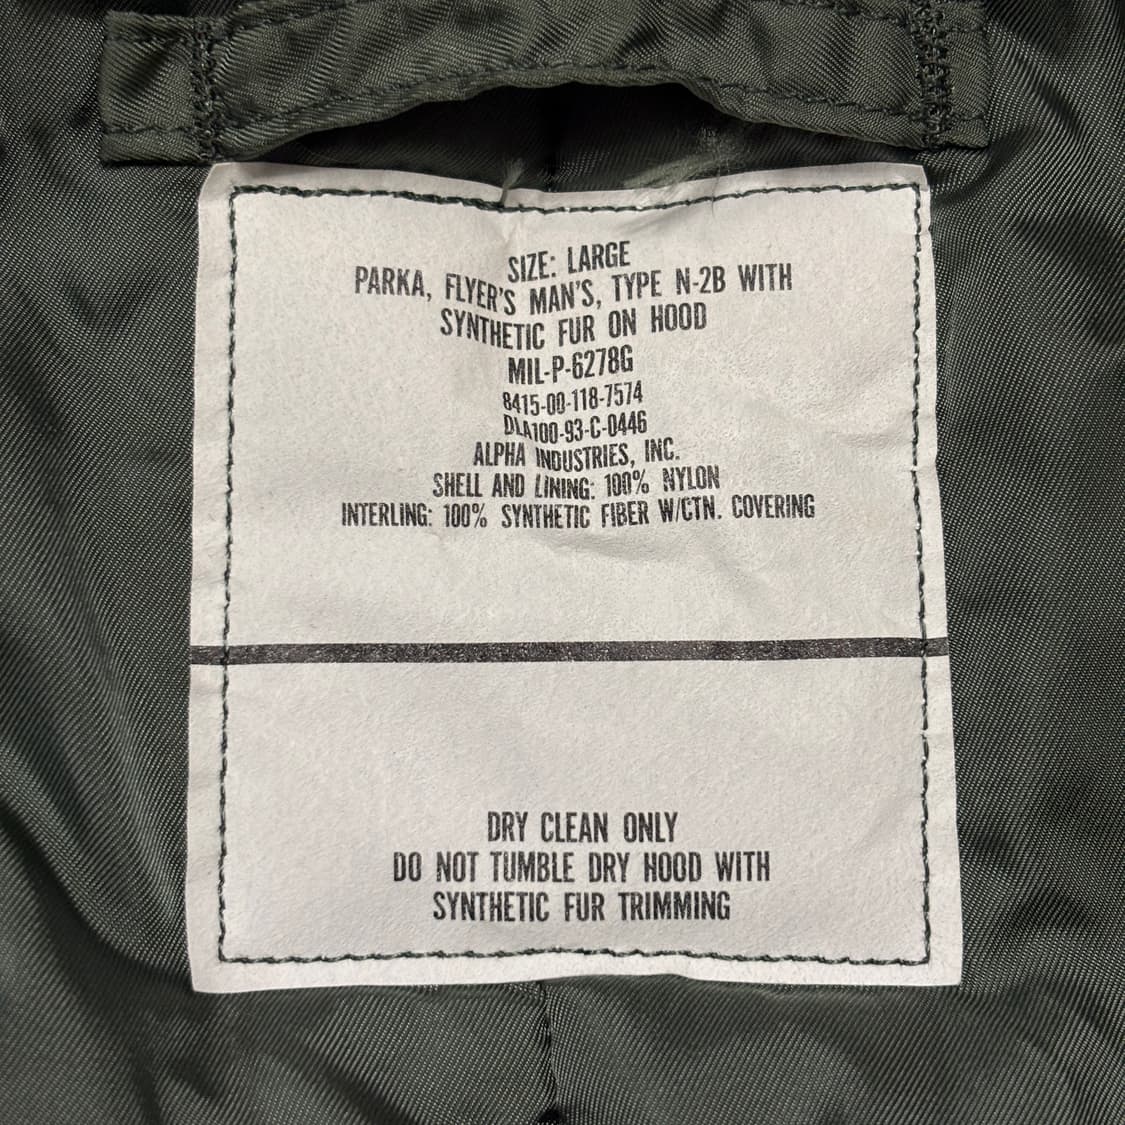 SIZE: LARGE
PARKA, FLYER'S MAN'S, TYPE N-2B WITH
SYNTHETIC FUR ON HOOD
MIL-P-6278G
8415-00-118-7574
DLA100-93-C-0446
ALPHA INDUSTRIES, INC.
SHELL AND LINING: 100% NYLON
INTERLING: 100% SYNTHETIC FIBER W/CTN. COVERING
DRY CLEAN ONLY
DO NOT TUMBLE DRY HOOD WITH
SYNTHETIC FUR TRIMMING